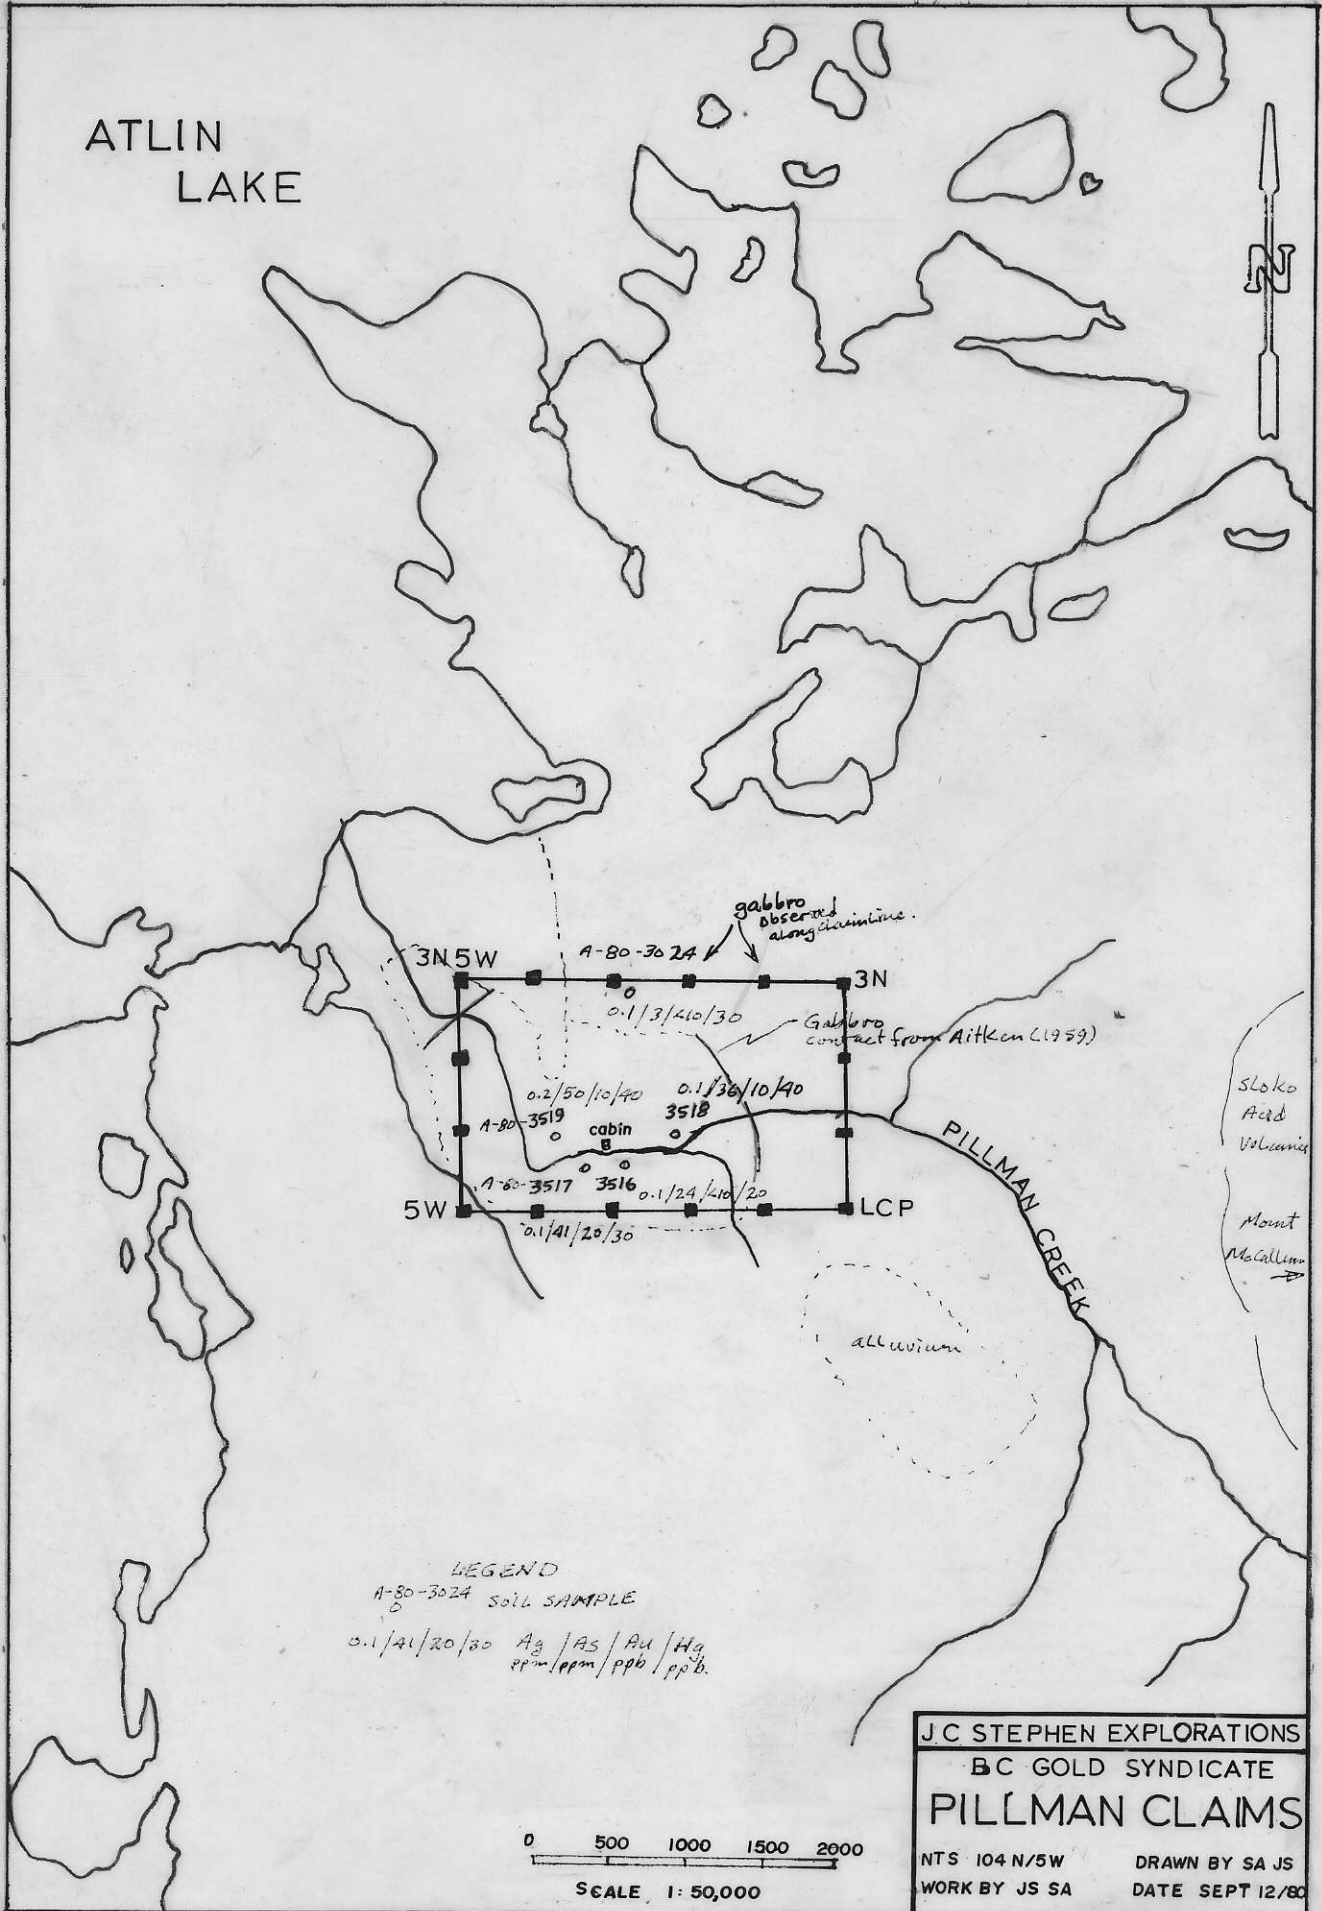 ATLIN
LAKE
N
gabbro
observed
along claimline.
3N 5W
A-80-3024
3N
0.1/3/<10/30
Gabbro
contact from Aitken (1959)
0.2/50/10/40
0.1/36/10/40
A-80-3519
3518
cabin
A-80-3517
3516
0.1/24/<10/20
5W
LCP
0.1/41/20/30
PILLMAN CREEK
Sloko
Acid
Volcanics
Mount
McCallum
alluvium
LEGEND
A-80-3024 SOIL SAMPLE
0.1/41/20/30 Ag / As / Au / Hg
ppm/ppm/ppb/ppb.
J.C STEPHEN EXPLORATIONS
BC GOLD SYNDICATE
PILLMAN CLAIMS
NTS 104 N/5W DRAWN BY SA JS
WORK BY JS SA DATE SEPT 12/80
0 500 1000 1500 2000
SCALE 1:50,000